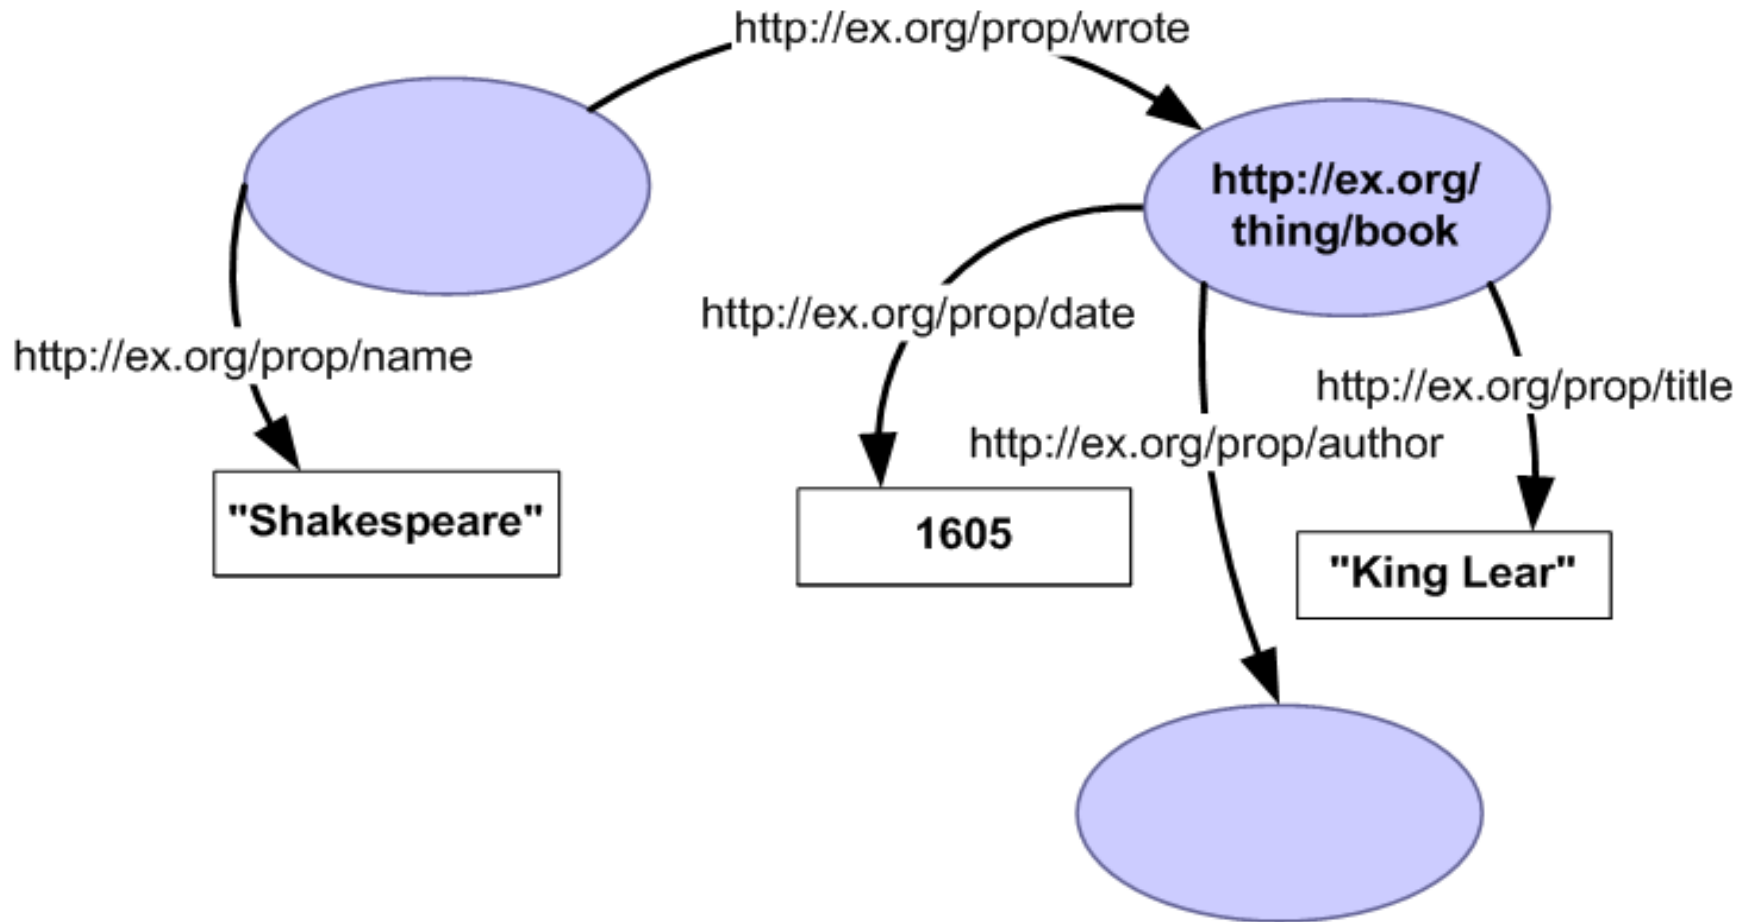 http://ex.org/prop/wrote
http://ex.org/
thing/book
http://ex.org/prop/date
http://ex.org/prop/name
http://ex.org/prop/title
http://ex.org/prop/author
"Shakespeare"
1605
"King Lear"